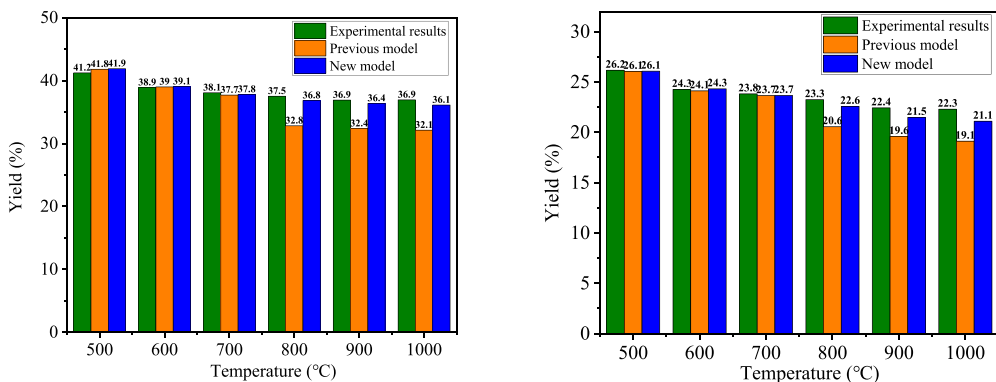 50
40
30
20
10
0
Yield (%)
Experimental results
Previous model
New model
41.2 41.8 41.9
38.9 39 39.1
38.1 37.7 37.8
37.5 32.8 36.8
36.9 32.4 36.4
36.9 32.1 36.1
500 600 700 800 900 1000
Temperature (°C)
30
25
20
15
10
5
0
Yield (%)
Experimental results
Previous model
New model
26.2 26.1 26.1
24.3 24.1 24.3
23.8 23.7 23.7
23.3 20.6 22.6
22.4 19.6 21.5
22.3 19.1 21.1
500 600 700 800 900 1000
Temperature (°C)